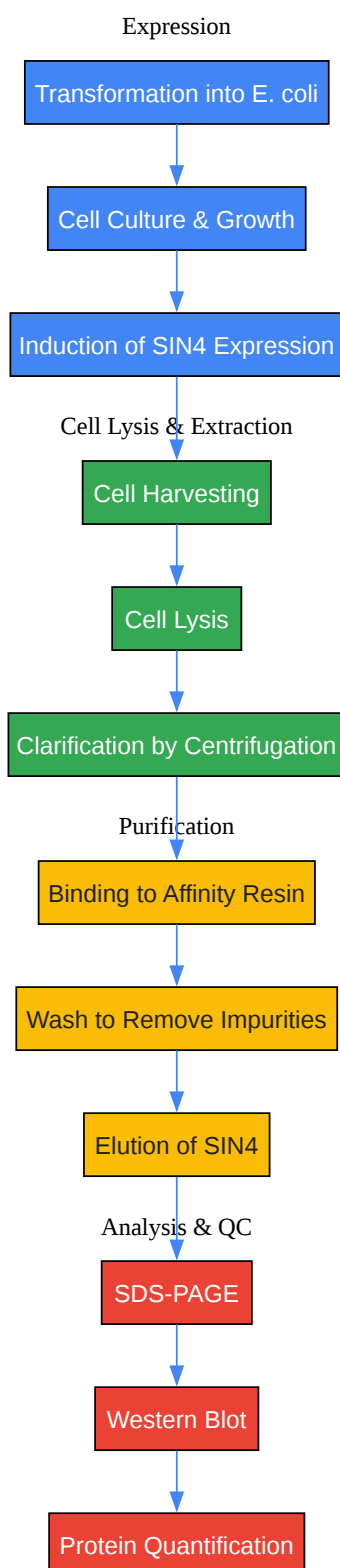 Expression
Transformation into E. coli
Cell Culture & Growth
Induction of SIN4 Expression
Cell Lysis & Extraction
Cell Harvesting
Cell Lysis
Clarification by Centrifugation
Purification
Binding to Affinity Resin
Wash to Remove Impurities
Elution of SIN4
Analysis & QC
SDS-PAGE
Western Blot
Protein Quantification